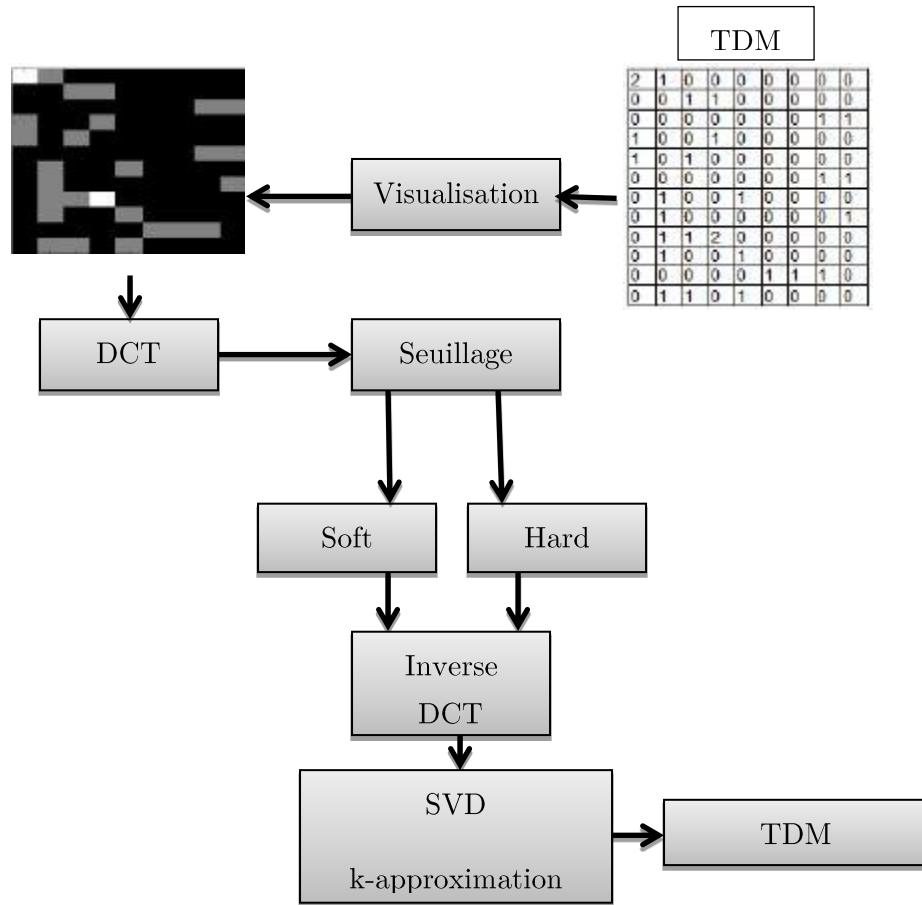 TDM
2 1 0 0 0 0 0 0 0
0 0 1 1 0 0 0 0 0
0 0 0 0 0 0 0 1 1
1 0 0 1 0 0 0 0 0
1 0 1 0 0 0 0 0 0
0 0 0 0 0 0 0 1 1
0 1 0 0 1 0 0 0 0
0 1 0 0 0 0 0 0 1
0 1 1 2 0 0 0 0 0
0 1 0 0 1 0 0 0 0
0 0 0 0 0 1 1 1 0
0 1 1 0 1 0 0 0 0
Visualisation
DCT
Seuillage
Soft
Hard
Inverse
DCT
SVD
k-approximation
TDM